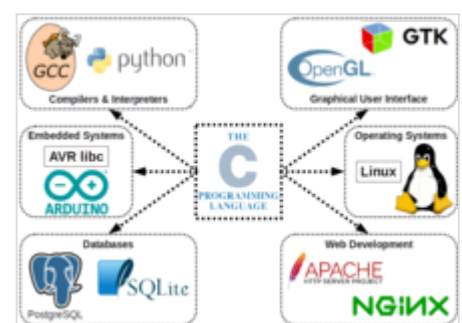 GCC
python
Compilers & Interpreters
GTK
OpenGL
Graphical User Interface
Embedded Systems
AVR libc
ARDUINO
THE
C
PROGRAMMING
LANGUAGE
Operating Systems
Linux
Databases
PostgreSQL
SQLite
Web Development
APACHE
HTTP SERVER PROJECT
NGINX